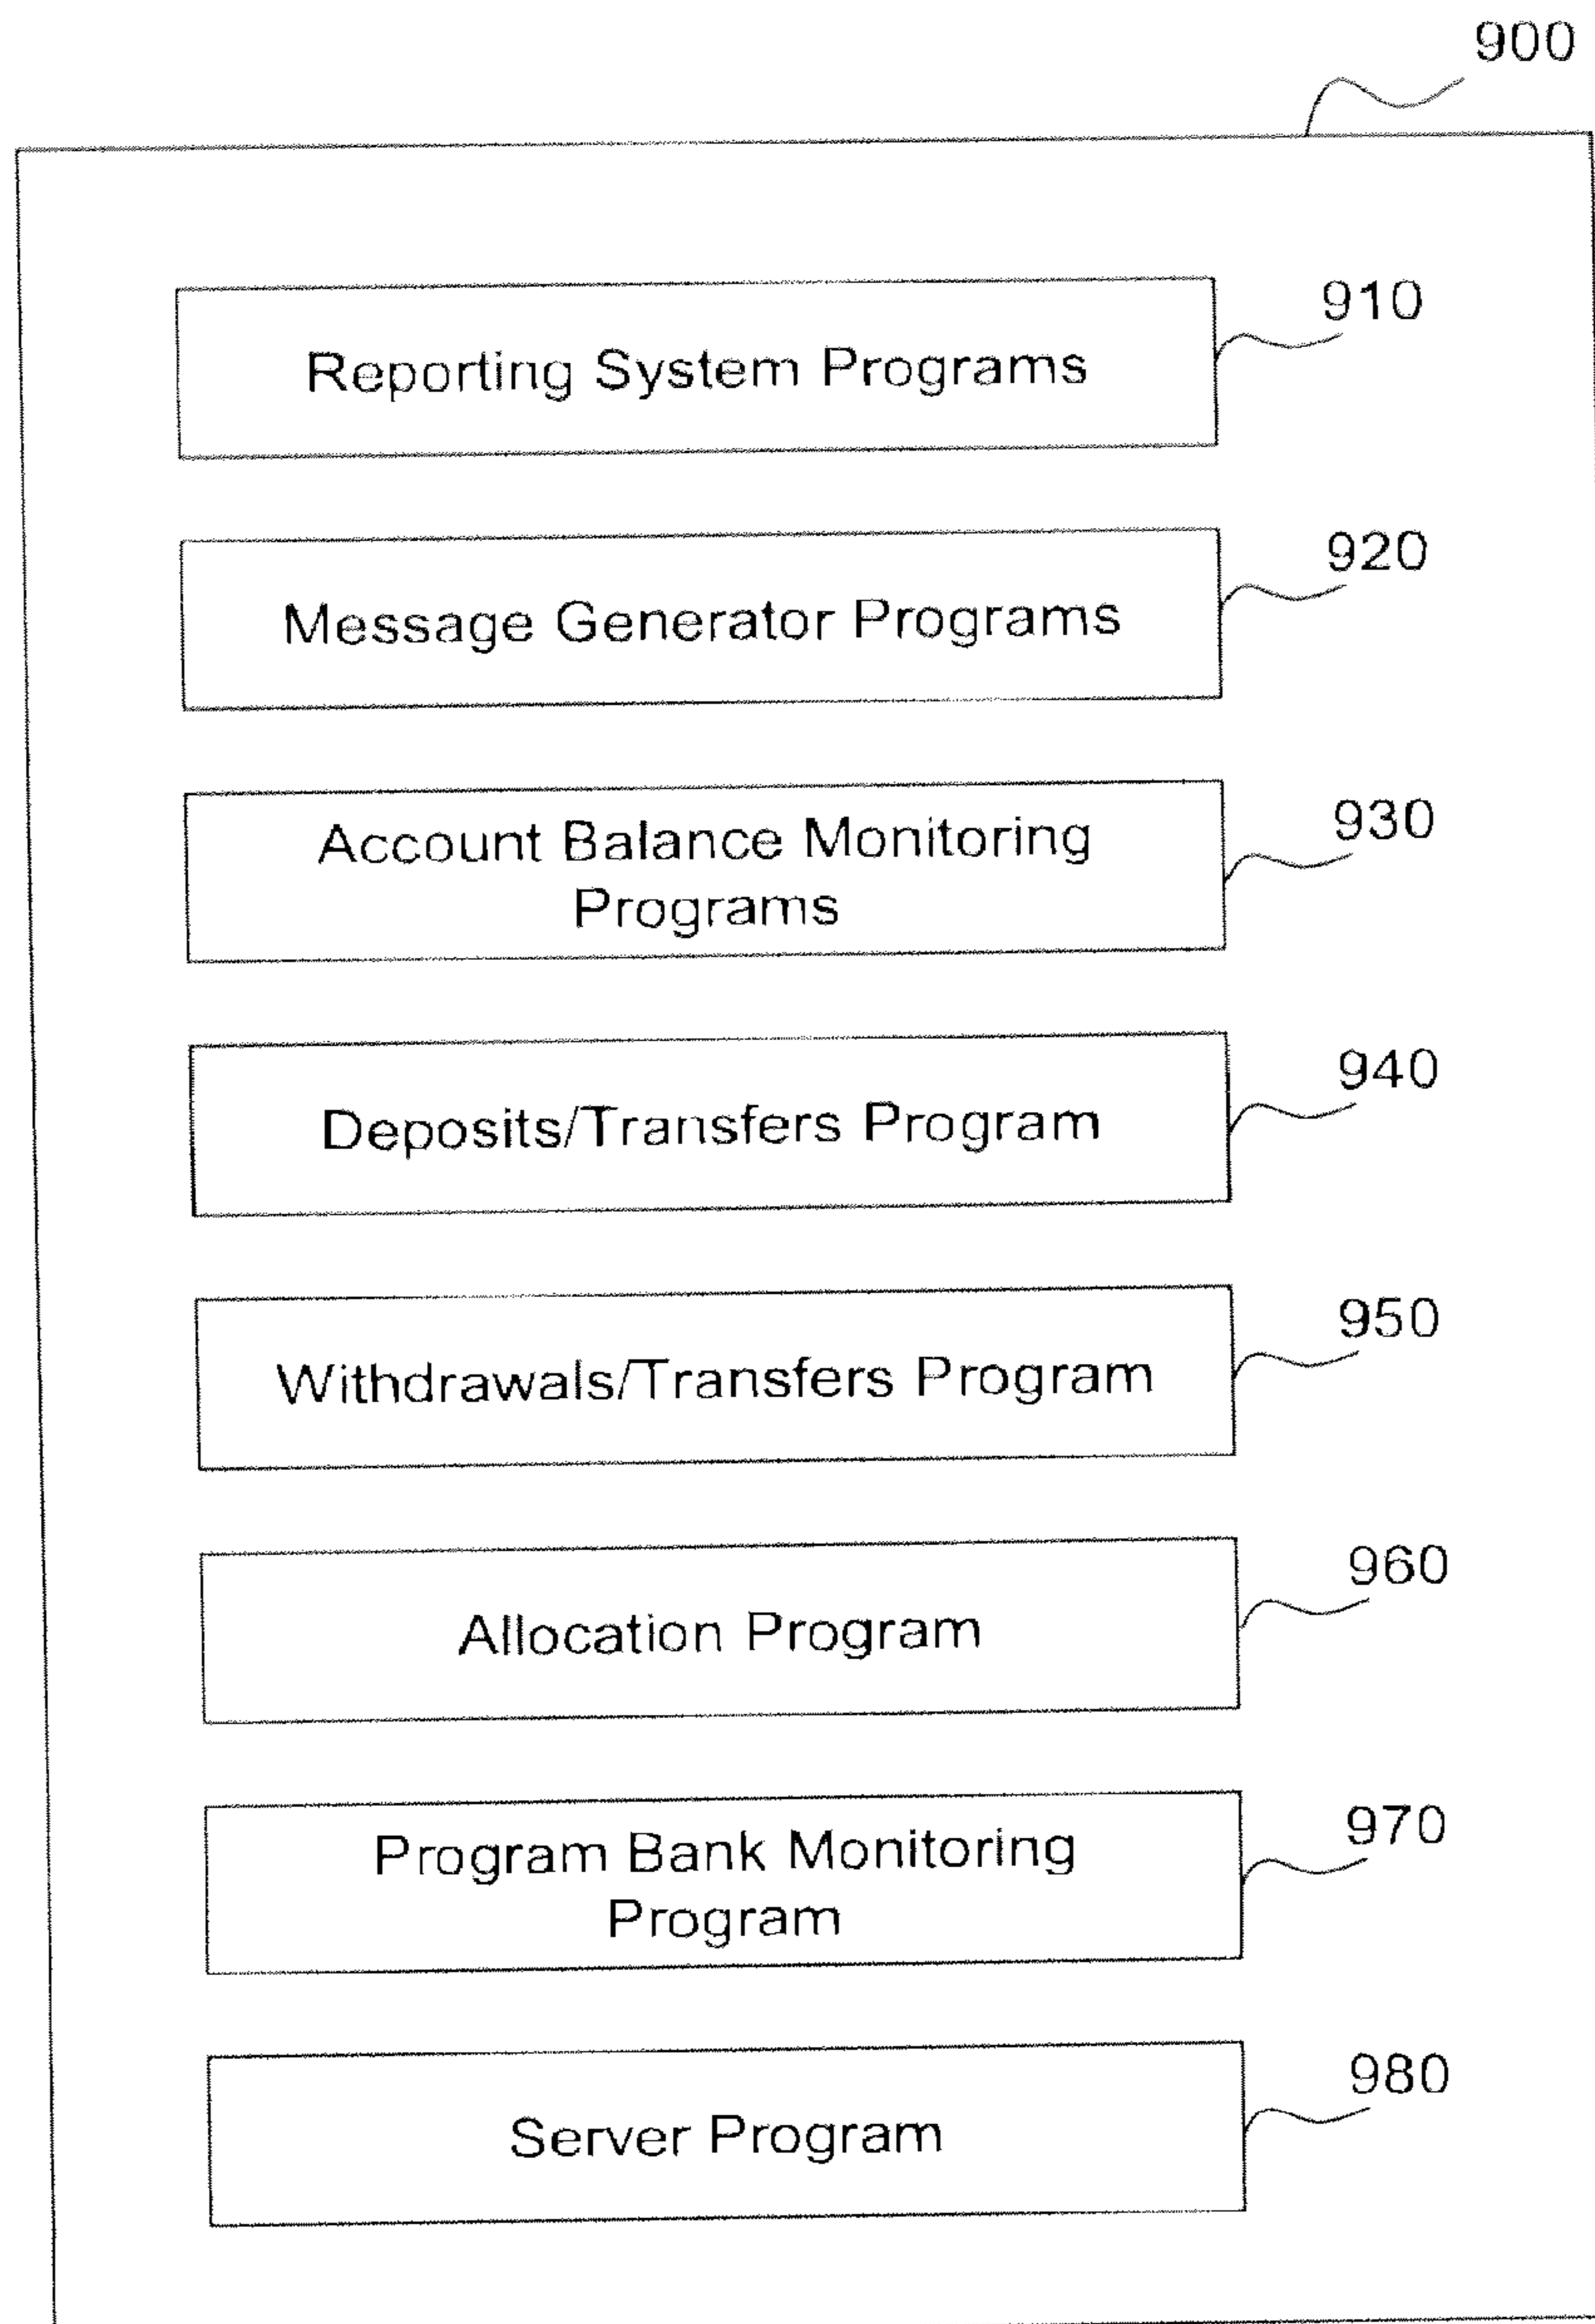 900
Reporting System Programs
910
Message Generator Programs
920
Account Balance Monitoring
Programs
930
Deposits/Transfers Program
940
Withdrawals/Transfers Program
950
Allocation Program
960
Program Bank Monitoring
Program
970
Server Program
980